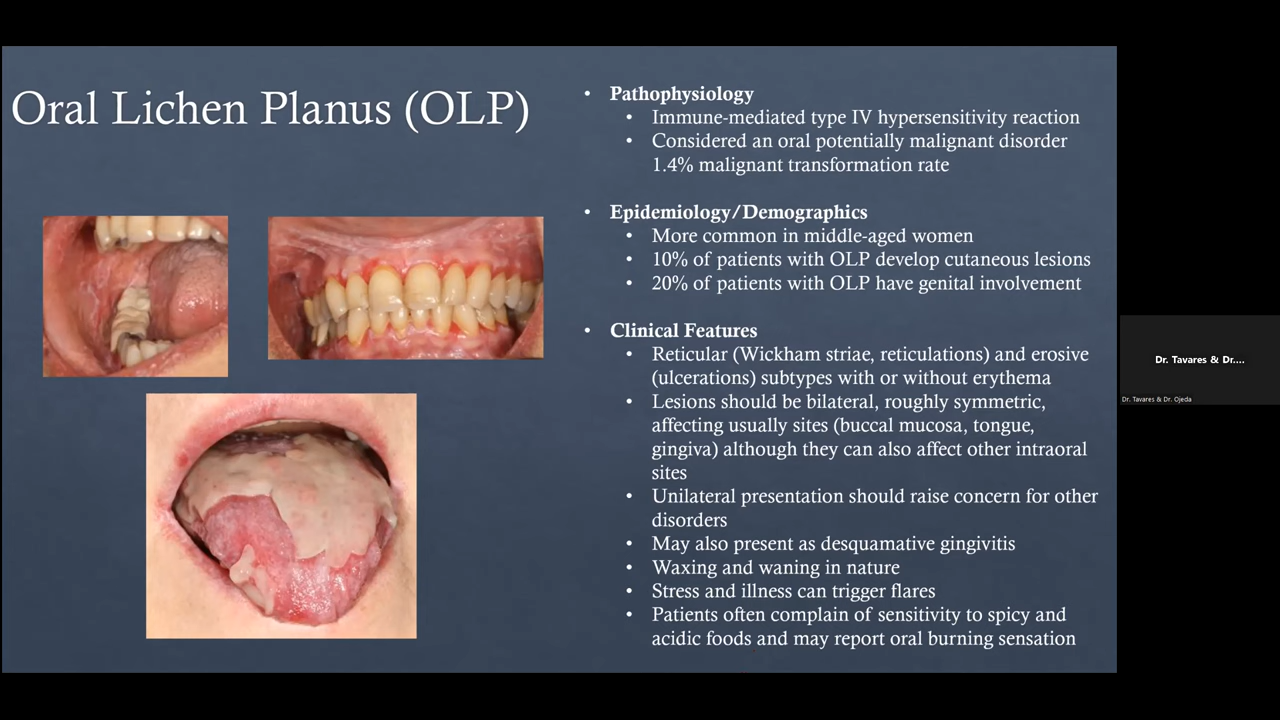 Oral Lichen Planus (OLP)
• Pathophysiology
• Immune-mediated type IV hypersensitivity reaction
• Considered an oral potentially malignant disorder
1.4% malignant transformation rate
• Epidemiology/Demographics
• More common in middle-aged women
• 10% of patients with OLP develop cutaneous lesions
• 20% of patients with OLP have genital involvement
• Clinical Features
• Reticular (Wickham striae, reticulations) and erosive
(ulcerations) subtypes with or without erythema
• Lesions should be bilateral, roughly symmetric,
affecting usually sites (buccal mucosa, tongue,
gingiva) although they can also affect other intraoral
sites
• Unilateral presentation should raise concern for other
disorders
• May also present as desquamative gingivitis
• Waxing and waning in nature
• Stress and illness can trigger flares
• Patients often complain of sensitivity to spicy and
acidic foods and may report oral burning sensation
Dr. Tavares & Dr....
Dr. Tavares & Dr. Ojeda